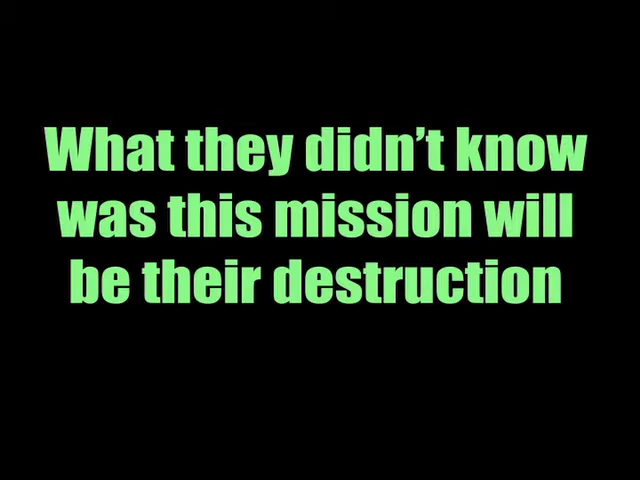 What they didn’t know
was this mission will
be their destruction